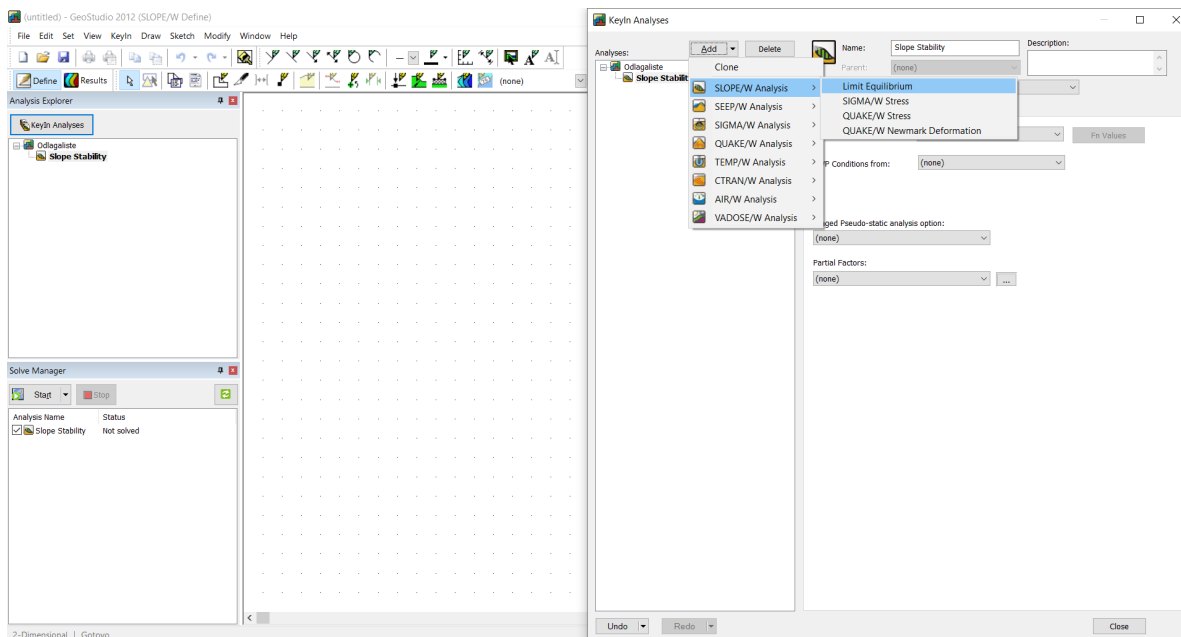 (untitled) - GeoStudio 2012 (SLOPE/W Define)
File Edit Set View KeyIn Draw Sketch Modify Window Help
A AI
Define Results (none)
Analysis Explorer
KeyIn Analyses
Odlagaliste
Slope Stability
Solve Manager
Start Stop
Analysis Name Status
Slope Stability Not solved
2-Dimensional | Gotovo
KeyIn Analyses
Analyses: Add Delete
Name: Slope Stability Description:
Parent: (none)
Odlagaliste
Slope Stabilit
Clone
SLOPE/W Analysis
SEEP/W Analysis
SIGMA/W Analysis
QUAKE/W Analysis
TEMP/W Analysis
CTRAN/W Analysis
AIR/W Analysis
VADOSE/W Analysis
Limit Equilibrium
SIGMA/W Stress
QUAKE/W Stress
QUAKE/W Newmark Deformation
Fn Values
P Conditions from: (none)
ged Pseudo-static analysis option:
(none)
Partial Factors:
(none) ...
Undo Redo Close